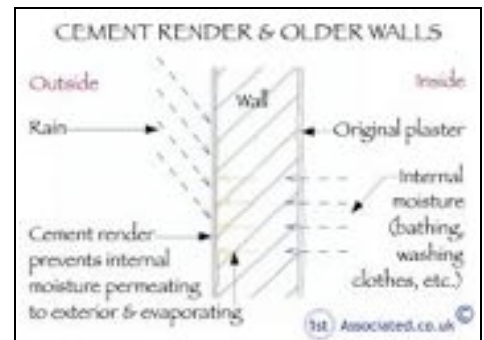 CEMENT RENDER & OLDER WALLS
Outside
Inside
Wall
Rain
Original plaster
Internal
moisture
(bathing,
washing
clothes, etc.)
Cement render
prevents internal
moisture permeating
to exterior & evaporating
1st Associated.co.uk ©